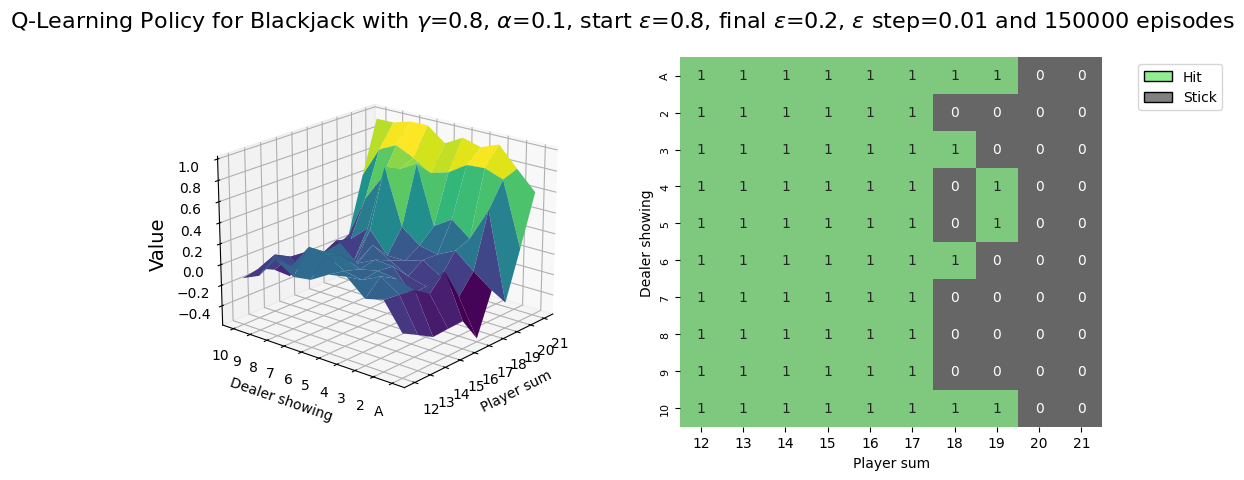 Q-Learning Policy for Blackjack with γ=0.8, α=0.1, start ε=0.8, final ε=0.2, ε step=0.01 and 150000 episodes
1.0
0.8
0.6
0.4
0.2
0.0
−0.2
−0.4
Value
10 9 8 7 6 5 4 3 2 A
Dealer showing
12 13 14 15 16 17 18 19 20 21
Player sum
A 1 1 1 1 1 1 1 1 0 0
2 1 1 1 1 1 1 0 0 0 0
3 1 1 1 1 1 1 1 0 0 0
4 1 1 1 1 1 1 0 1 0 0
5 1 1 1 1 1 1 0 1 0 0
6 1 1 1 1 1 1 1 0 0 0
7 1 1 1 1 1 1 0 0 0 0
8 1 1 1 1 1 1 0 0 0 0
9 1 1 1 1 1 1 0 0 0 0
10 1 1 1 1 1 1 1 1 0 0
Dealer showing
12 13 14 15 16 17 18 19 20 21
Player sum
Hit
Stick